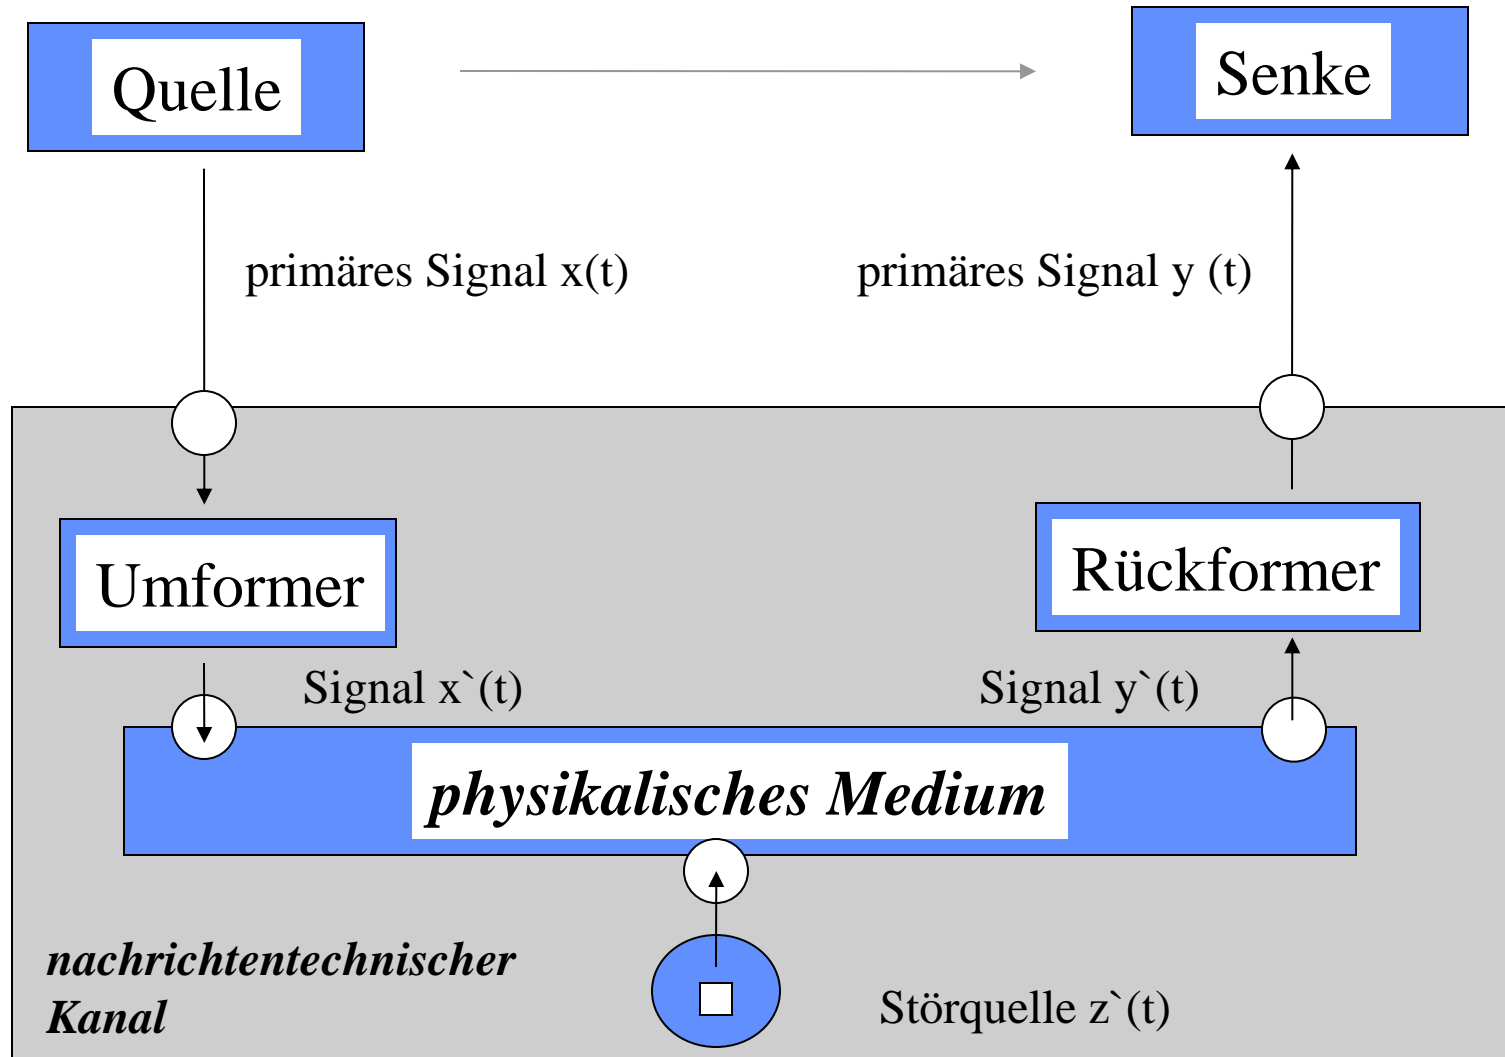 Quelle
Senke
primäres Signal x(t)
primäres Signal y (t)
Umformer
Rückformer
Signal x`(t)
Signal y`(t)
physikalisches Medium
nachrichtentechnischer
Kanal
Störquelle z`(t)